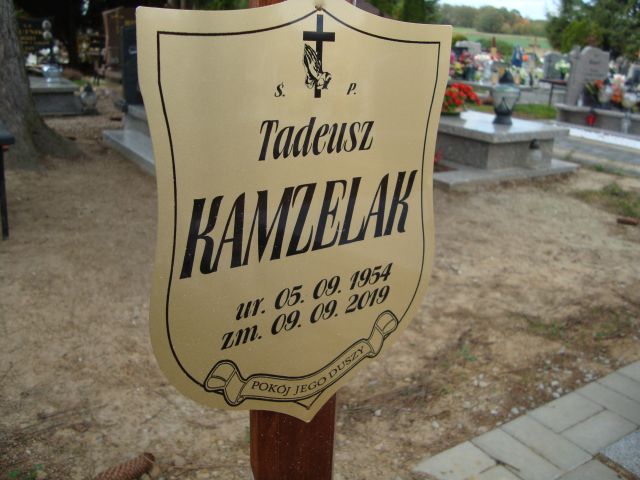 Ś. P.
Tadeusz
KAMZELAK
ur. 05. 09. 1954
zm. 09. 09. 2019
POKÓJ JEGO DUSZY